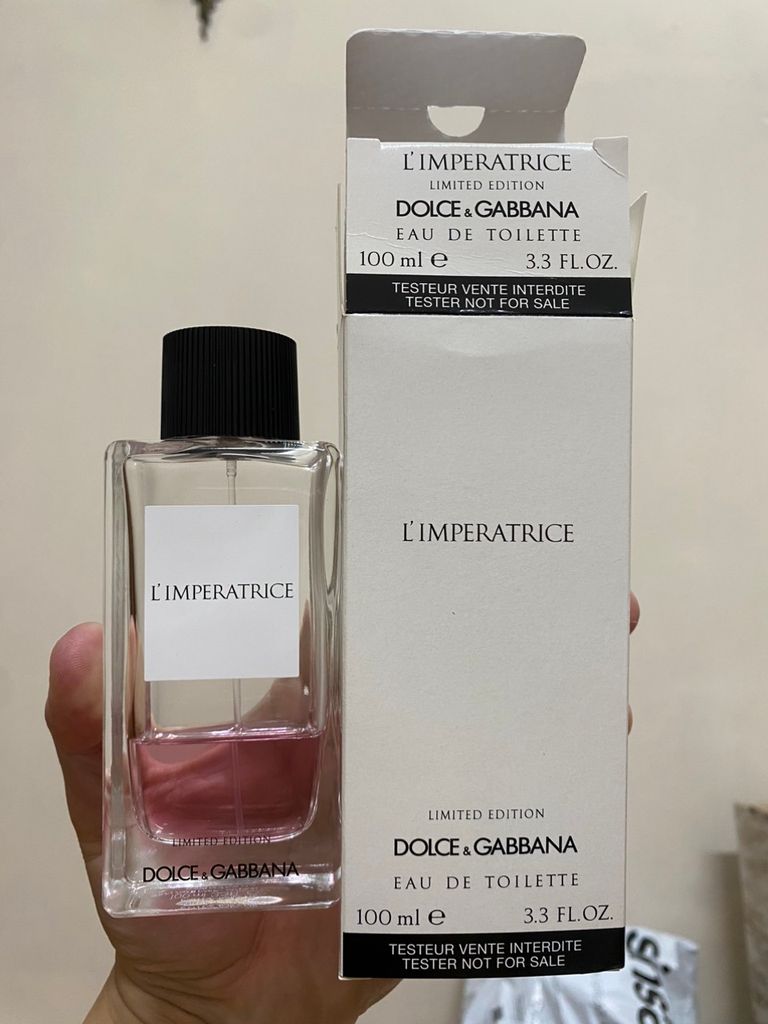 L'IMPERATRICE
LIMITED EDITION
DOLCE & GABBANA
EAU DE TOILETTE
100 ml ℮ 3.3 FL.OZ.
TESTEUR VENTE INTERDITE
TESTER NOT FOR SALE
L'IMPERATRICE
LIMITED EDITION
DOLCE & GABBANA
EAU DE TOILETTE
100 ml ℮ 3.3 FL.OZ.
TESTEUR VENTE INTERDITE
TESTER NOT FOR SALE
L'IMPERATRICE
LIMITED EDITION
DOLCE & GABBANA